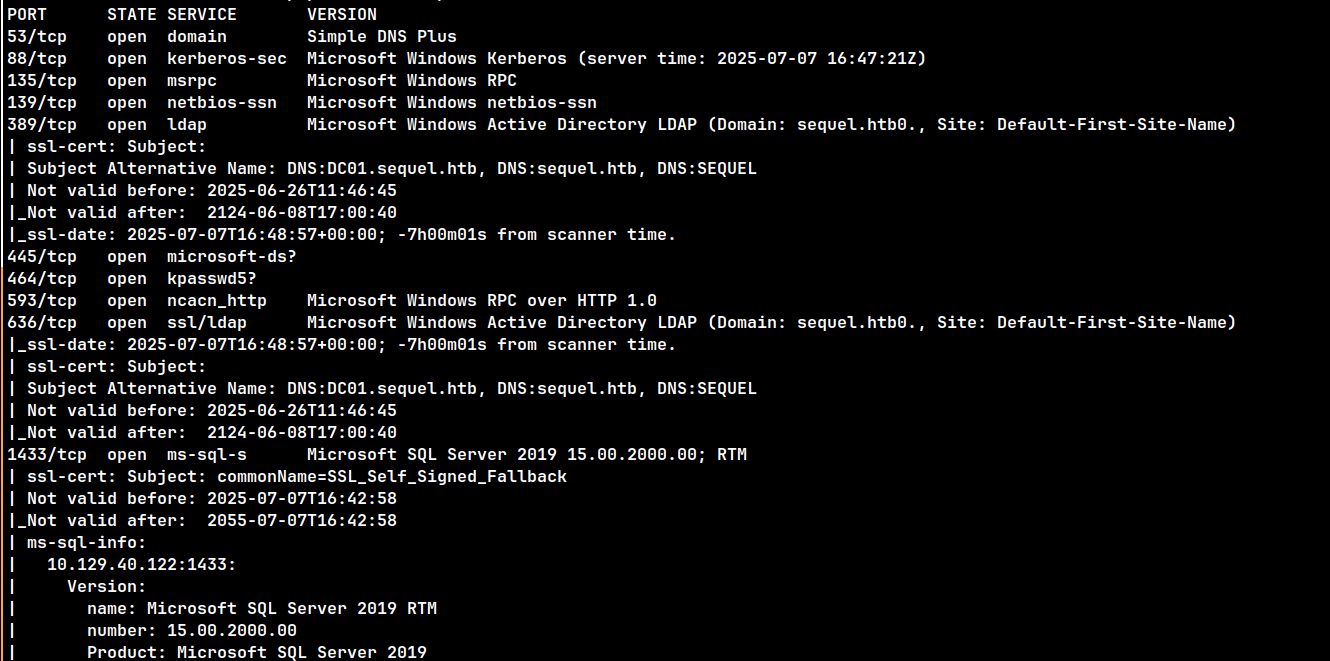 PORT      STATE SERVICE       VERSION
53/tcp    open  domain        Simple DNS Plus
88/tcp    open  kerberos-sec  Microsoft Windows Kerberos (server time: 2025-07-07 16:47:21Z)
135/tcp   open  msrpc         Microsoft Windows RPC
139/tcp   open  netbios-ssn   Microsoft Windows netbios-ssn
389/tcp   open  ldap          Microsoft Windows Active Directory LDAP (Domain: sequel.htb0., Site: Default-First-Site-Name)
| ssl-cert: Subject:
| Subject Alternative Name: DNS:DC01.sequel.htb, DNS:sequel.htb, DNS:SEQUEL
| Not valid before: 2025-06-26T11:46:45
|_Not valid after:  2124-06-08T17:00:40
|_ssl-date: 2025-07-07T16:48:57+00:00; -7h00m01s from scanner time.
445/tcp   open  microsoft-ds?
464/tcp   open  kpasswd5?
593/tcp   open  ncacn_http    Microsoft Windows RPC over HTTP 1.0
636/tcp   open  ssl/ldap      Microsoft Windows Active Directory LDAP (Domain: sequel.htb0., Site: Default-First-Site-Name)
|_ssl-date: 2025-07-07T16:48:57+00:00; -7h00m01s from scanner time.
| ssl-cert: Subject:
| Subject Alternative Name: DNS:DC01.sequel.htb, DNS:sequel.htb, DNS:SEQUEL
| Not valid before: 2025-06-26T11:46:45
|_Not valid after:  2124-06-08T17:00:40
1433/tcp  open  ms-sql-s      Microsoft SQL Server 2019 15.00.2000.00; RTM
| ssl-cert: Subject: commonName=SSL_Self_Signed_Fallback
| Not valid before: 2025-07-07T16:42:58
|_Not valid after:  2055-07-07T16:42:58
| ms-sql-info:
|   10.129.40.122:1433:
|     Version:
|       name: Microsoft SQL Server 2019 RTM
|       number: 15.00.2000.00
|       Product: Microsoft SQL Server 2019